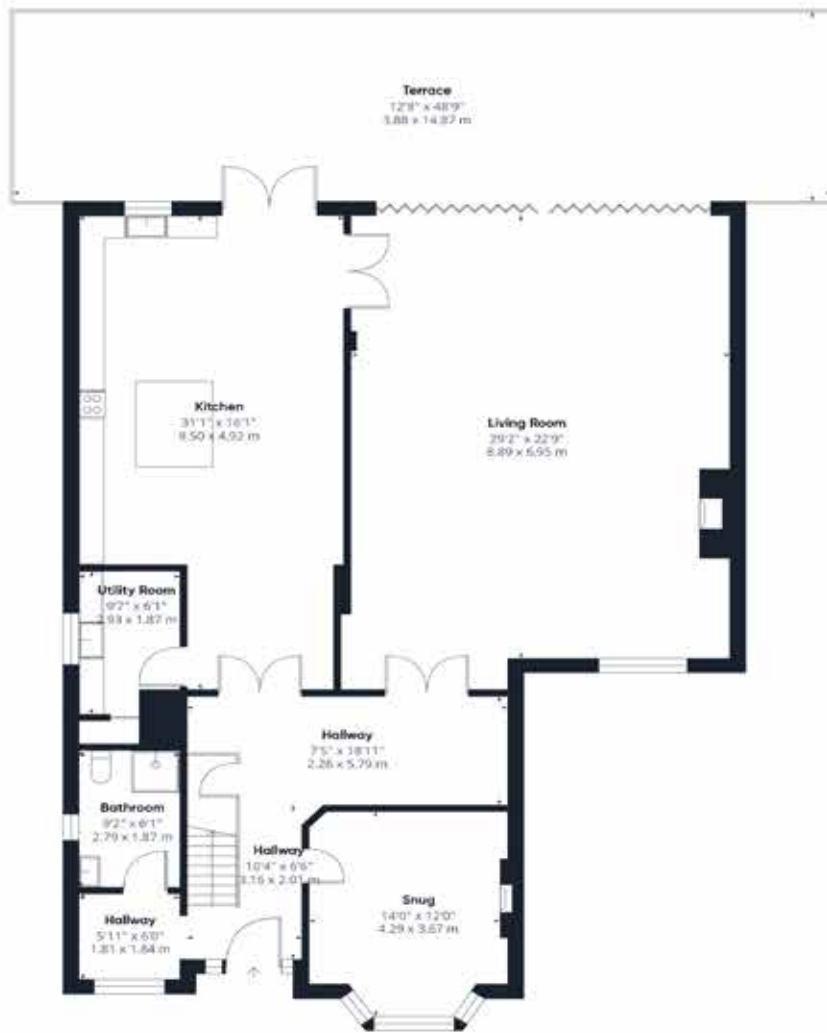 Terrace
12'8" x 48'9"
3.88 x 14.87 m
Kitchen
31'1" x 16'1"
9.50 x 4.92 m
Living Room
29'2" x 22'9"
8.89 x 6.95 m
Utility Room
9'7" x 6'1"
2.93 x 1.87 m
Hallway
7'5" x 18'11"
2.26 x 5.79 m
Bathroom
9'2" x 6'1"
2.79 x 1.87 m
Hallway
10'4" x 6'6"
3.16 x 2.01 m
Snug
14'0" x 12'0"
4.29 x 3.67 m
Hallway
5'11" x 6'0"
1.81 x 1.84 m